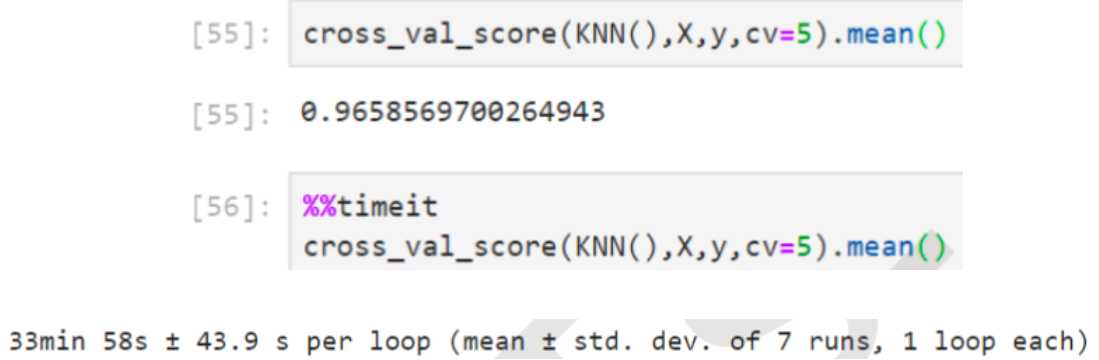 [55]: cross_val_score(KNN(),X,y,cv=5).mean()
[55]: 0.9658569700264943
[56]: %%timeit
cross_val_score(KNN(),X,y,cv=5).mean()
33min 58s ± 43.9 s per loop (mean ± std. dev. of 7 runs, 1 loop each)